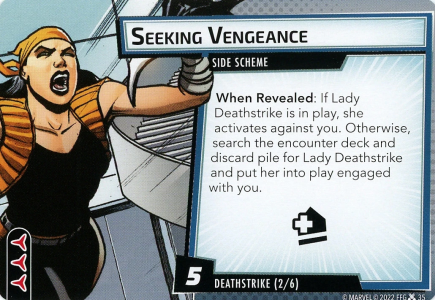 SEEKING VENGEANCE
SIDE SCHEME
When Revealed: If Lady
Deathstrike is in play, she
activates against you. Otherwise,
search the encounter deck and
discard pile for Lady Deathstrike
and put her into play engaged
with you.
5
DEATHSTRIKE (2/6)
© MARVEL © 2022 FFG 35